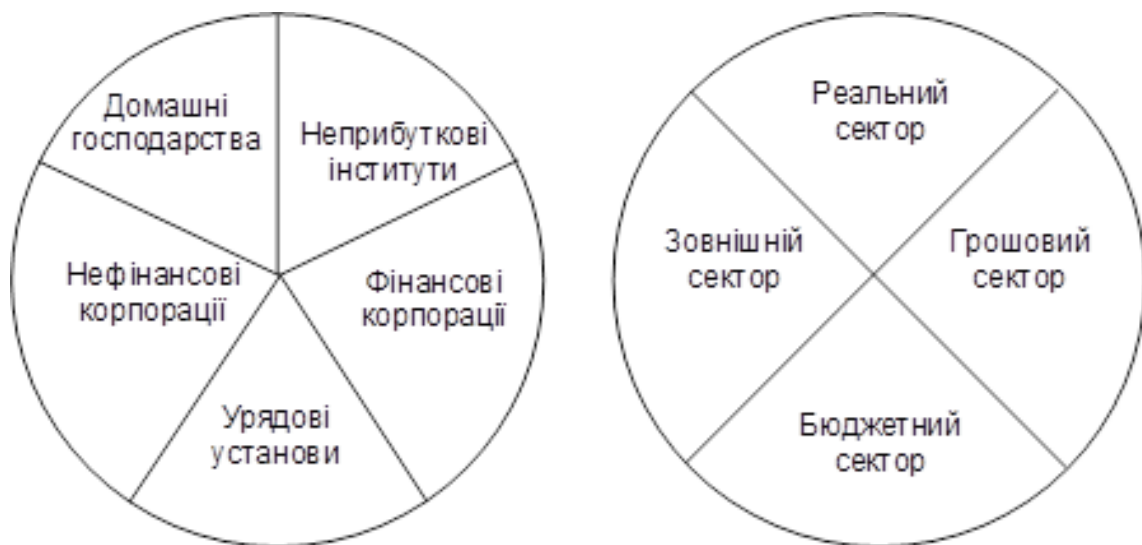 Домашні
господарства
Неприбуткові
інститути
Нефінансові
корпорації
Фінансові
корпорації
Урядові
установи
Реальний
сектор
Зовнішній
сектор
Грошовий
сектор
Бюджетний
сектор